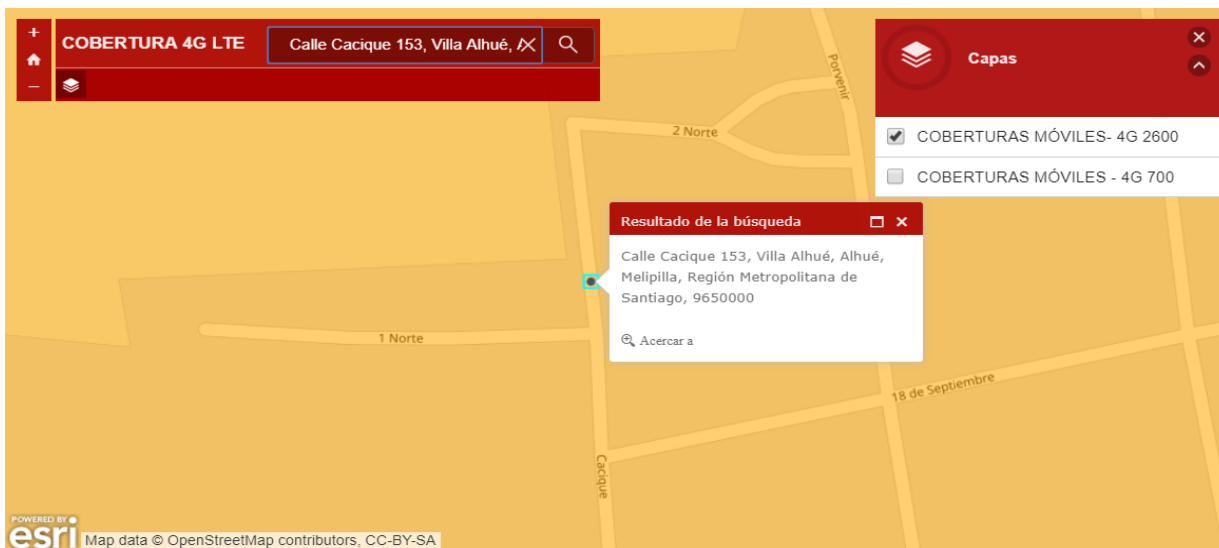 +
COBERTURA 4G LTE
Calle Cacique 153, Villa Alhué, A
−
Capas
COBERTURAS MÓVILES- 4G 2600
COBERTURAS MÓVILES - 4G 700
Porvenir
2 Norte
Resultado de la búsqueda
Calle Cacique 153, Villa Alhué, Alhué,
Melipilla, Región Metropolitana de
Santiago, 9650000
Acercar a
1 Norte
18 de Septiembre
Cacique
POWERED BY
esri
Map data © OpenStreetMap contributors, CC-BY-SA